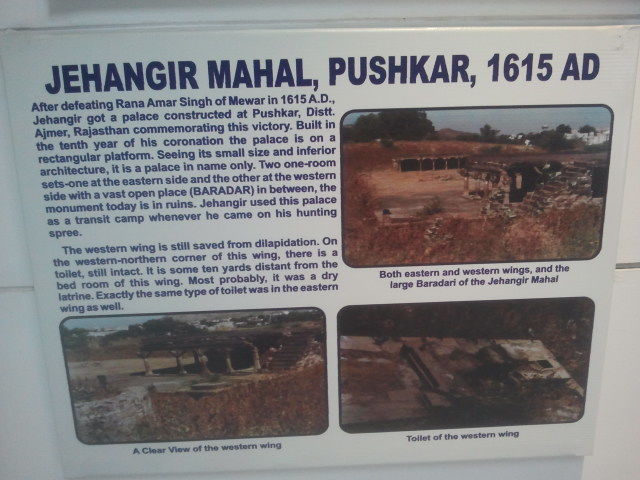 JEHANGIR MAHAL, PUSHKAR, 1615 AD
After defeating Rana Amar Singh of Mewar in 1615 A.D.,
Jehangir got a palace constructed at Pushkar, Distt.
Ajmer, Rajasthan commemorating this victory. Built in
the tenth year of his coronation the palace is on a
rectangular platform. Seeing its small size and inferior
architecture, it is a palace in name only. Two one-room
sets-one at the eastern side and the other at the western
side with a vast open place (BARADAR) in between, the
monument today is in ruins. Jehangir used this palace
as a transit camp whenever he came on his hunting
spree.
The western wing is still saved from dilapidation. On
the western-northern corner of this wing, there is a
toilet, still intact. It is some ten yards distant from the
bed room of this wing. Most probably, it was a dry
latrine. Exactly the same type of toilet was in the eastern
wing as well.
Both eastern and western wings, and the
large Baradari of the Jehangir Mahal
A Clear View of the western wing
Toilet of the western wing